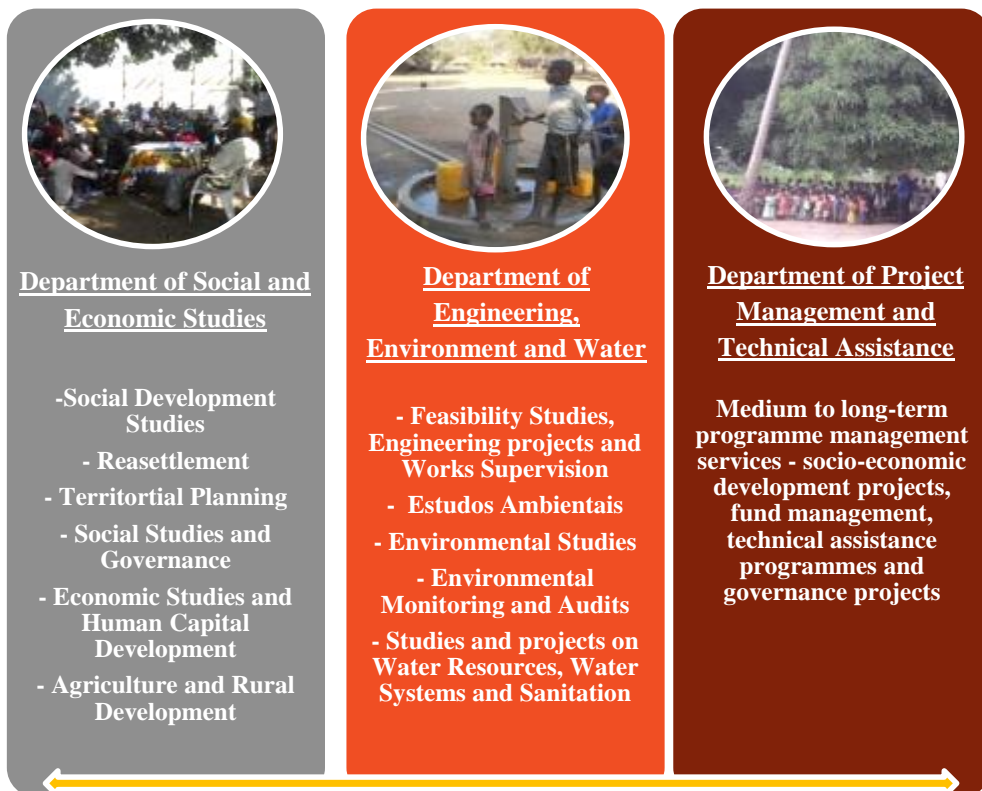 Department of Social and
Economic Studies
-Social Development
Studies
- Reasettlement
- Territortial Planning
- Social Studies and
Governance
- Economic Studies and
Human Capital
Development
- Agriculture and Rural
Development
Department of
Engineering,
Environment and Water
- Feasibility Studies,
Engineering projects and
Works Supervision
- Estudos Ambientais
- Environmental Studies
- Environmental
Monitoring and Audits
- Studies and projects on
Water Resources, Water
Systems and Sanitation
Department of Project
Management and
Technical Assistance
Medium to long-term
programme management
services - socio-economic
development projects,
fund management,
technical assistance
programmes and
governance projects